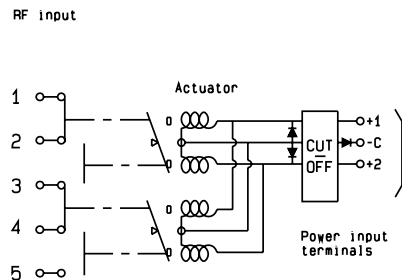 RF input
Actuator
1
2
3
4
5
CUT
OFF
+1
-C
+2
Power input
terminals